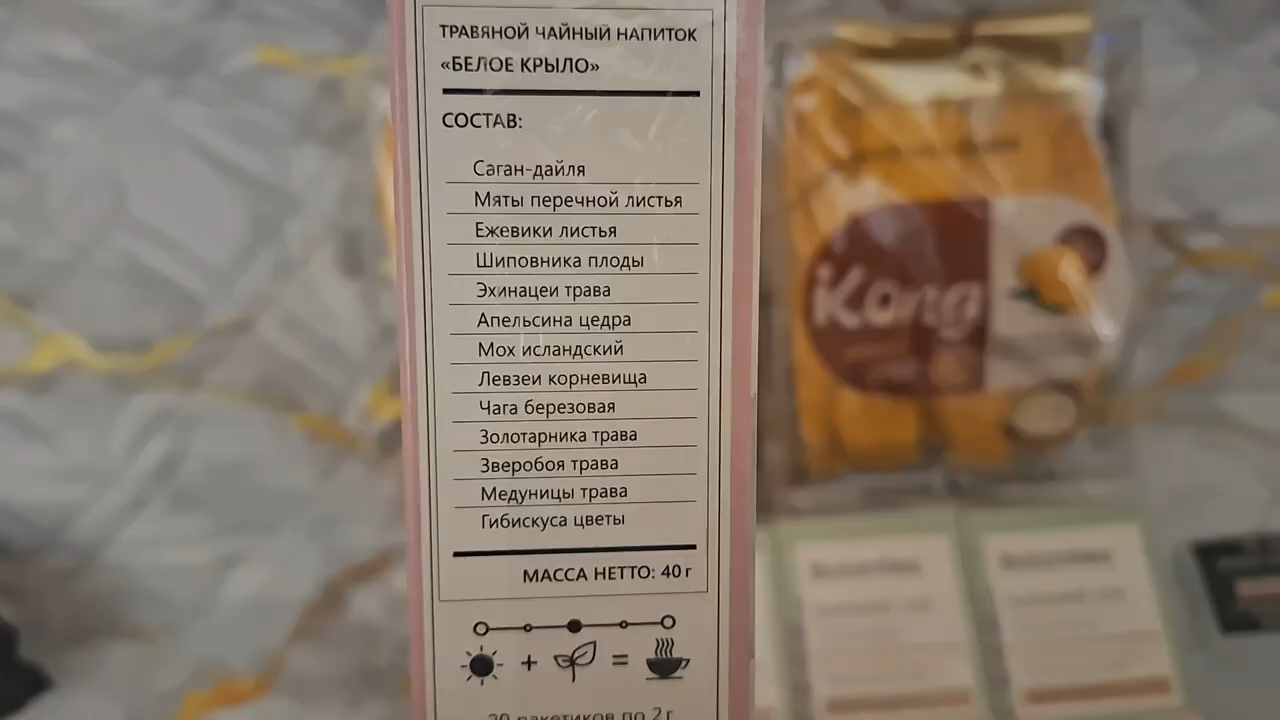 ТРАВЯНОЙ ЧАЙНЫЙ НАПИТОК
«БЕЛОЕ КРЫЛО»
СОСТАВ:
Саган-дайля
Мяты перечной листья
Ежевики листья
Шиповника плоды
Эхинацеи трава
Апельсина цедра
Мох исландский
Левзеи корневища
Чага березовая
Золотарника трава
Зверобоя трава
Медуницы трава
Гибискуса цветы
МАССА НЕТТО: 40 г
20 пакетиков по 2 г
iKong